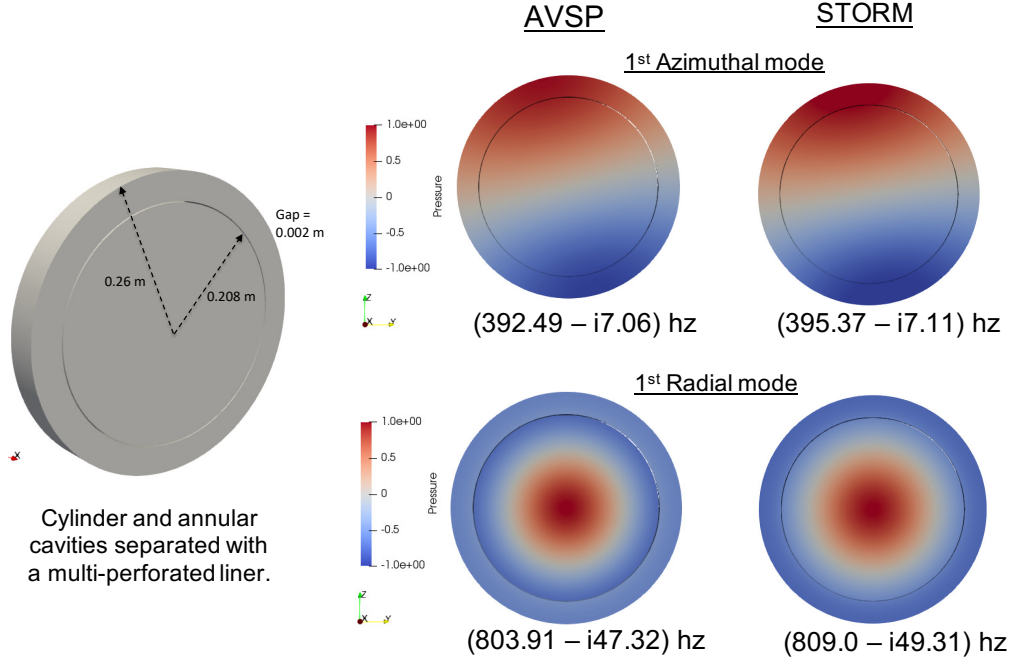 AVSP
STORM
1st Azimuthal mode
1.0e+00
0.5
0
-0.5
-1.0e+00
Pressure
Z
X
Y
(392.49 – i7.06) hz
(395.37 – i7.11) hz
Gap =
0.002 m
0.26 m
0.208 m
X
Cylinder and annular
cavities separated with
a multi-perforated liner.
1st Radial mode
1.0e+00
0.5
0
-0.5
-1.0e+00
Pressure
Z
X
Y
(803.91 – i47.32) hz
(809.0 – i49.31) hz